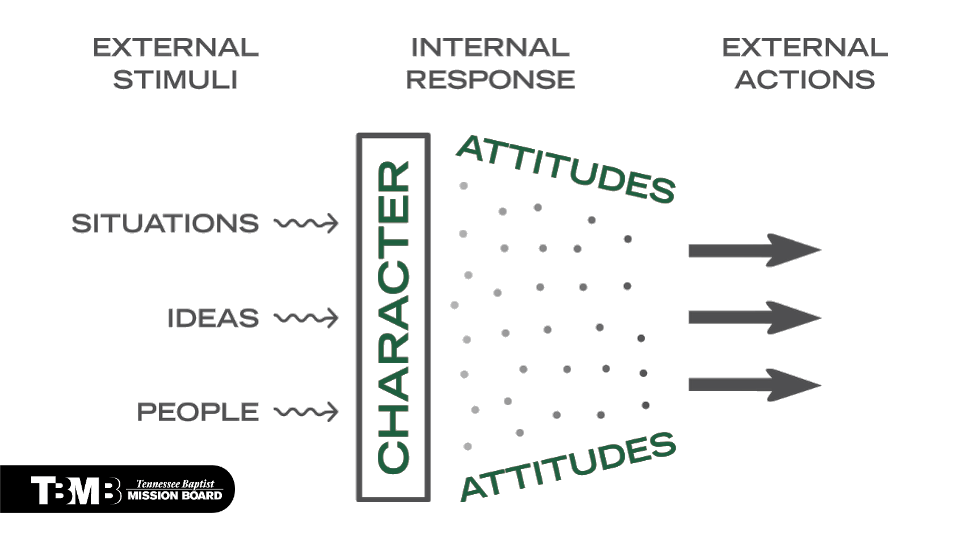 EXTERNAL
STIMULI
INTERNAL
RESPONSE
EXTERNAL
ACTIONS
SITUATIONS
IDEAS
PEOPLE
CHARACTER
ATTITUDES
ATTITUDES
TBMB
Tennessee Baptist
MISSION BOARD